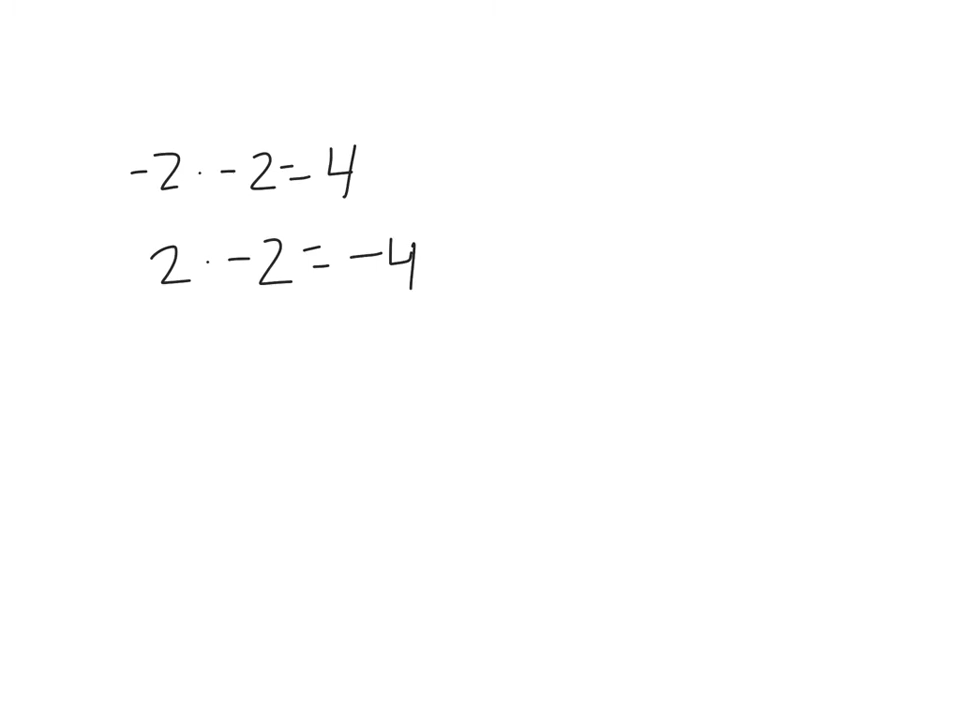 -2 · -2 = 4
2 · -2 = -4